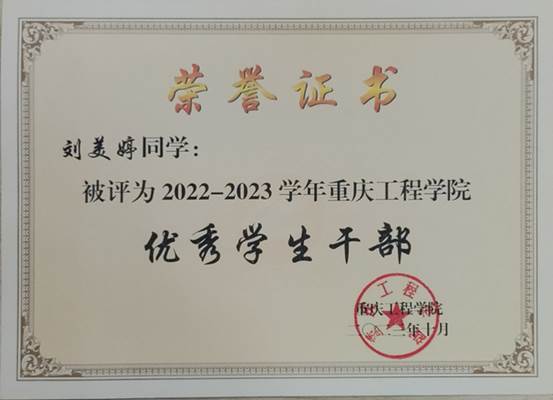 荣誉证书
刘美婷同学：
被评为2022-2023学年重庆工程学院
优秀学生干部
重庆工程学院
年十月